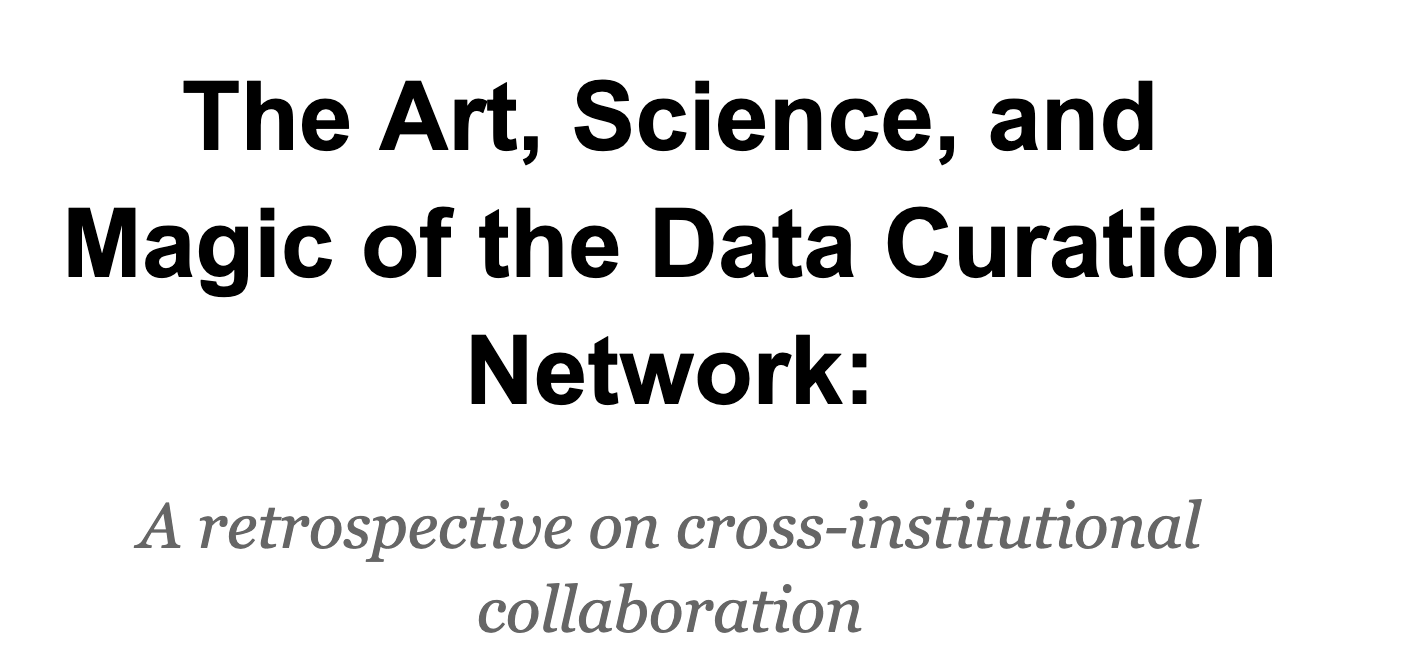 The Art, Science, and
Magic of the Data Curation
Network:
A retrospective on cross-institutional
collaboration